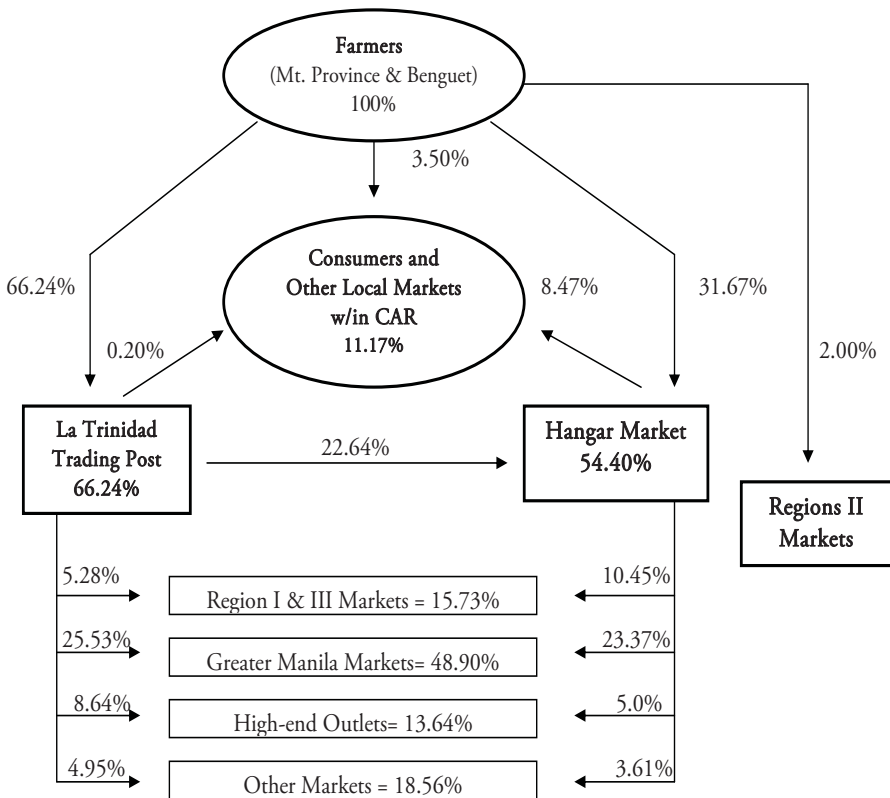 Farmers
(Mt. Province & Benguet)
100%
3.50%
66.24%
Consumers and
Other Local Markets
w/in CAR
11.17%
8.47%
31.67%
0.20%
2.00%
La Trinidad
Trading Post
66.24%
22.64%
Hangar Market
54.40%
Regions II
Markets
5.28%
Region I & III Markets = 15.73%
10.45%
25.53%
Greater Manila Markets= 48.90%
23.37%
8.64%
High-end Outlets= 13.64%
5.0%
4.95%
Other Markets = 18.56%
3.61%